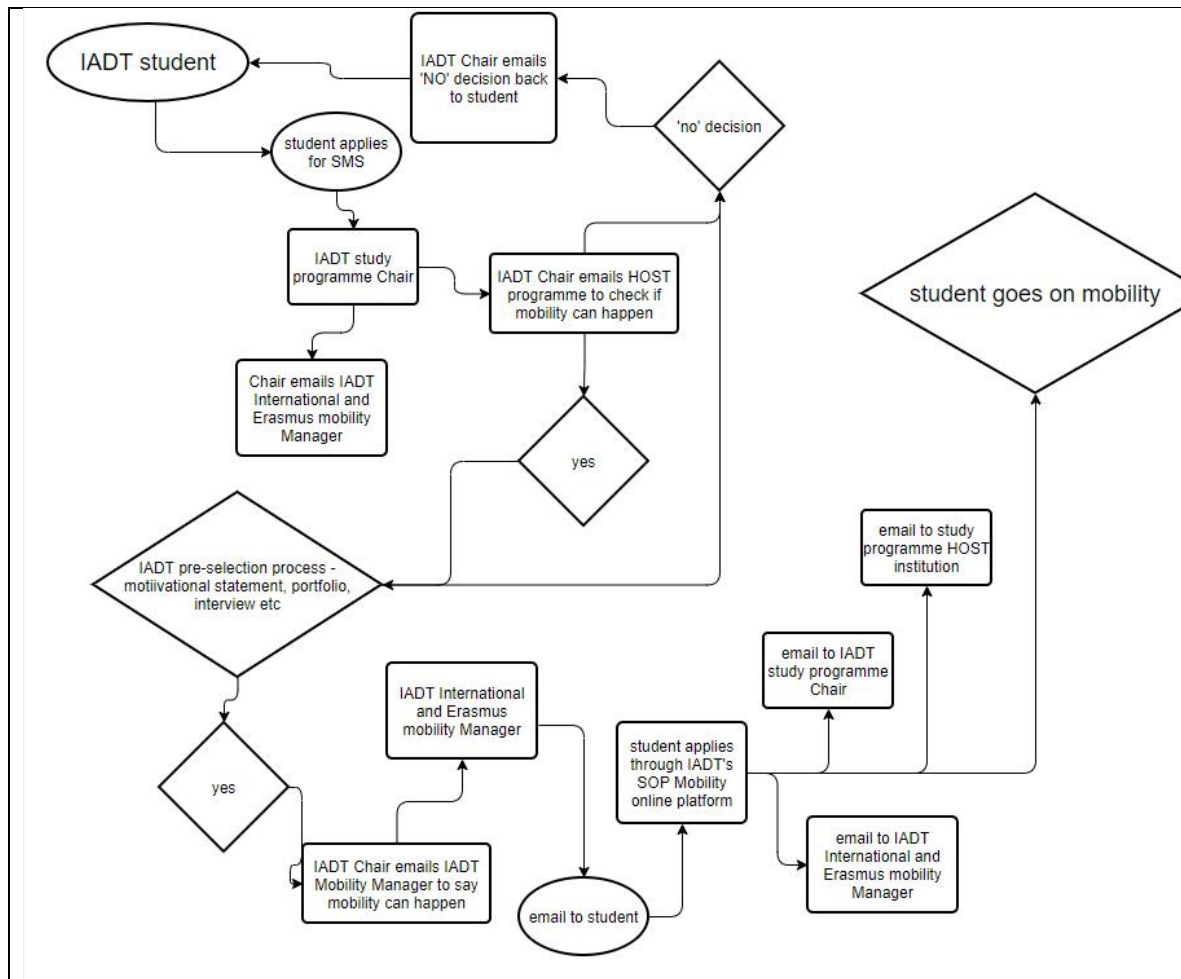 IADT student
IADT Chair emails
'NO' decision back
to student
'no' decision
student applies
for SMS
IADT study
programme Chair
IADT Chair emails HOST
programme to check if
mobility can happen
student goes on mobility
Chair emails IADT
International and
Erasmus mobility
Manager
yes
IADT pre-selection process -
motiivational statement, portfolio,
interview etc
email to study
programme HOST
institution
email to IADT
study programme
Chair
IADT International
and Erasmus
mobility Manager
student applies
through IADT's
SOP Mobility
online platform
yes
IADT Chair emails IADT
Mobility Manager to say
mobility can happen
email to student
email to IADT
International and
Erasmus mobility
Manager